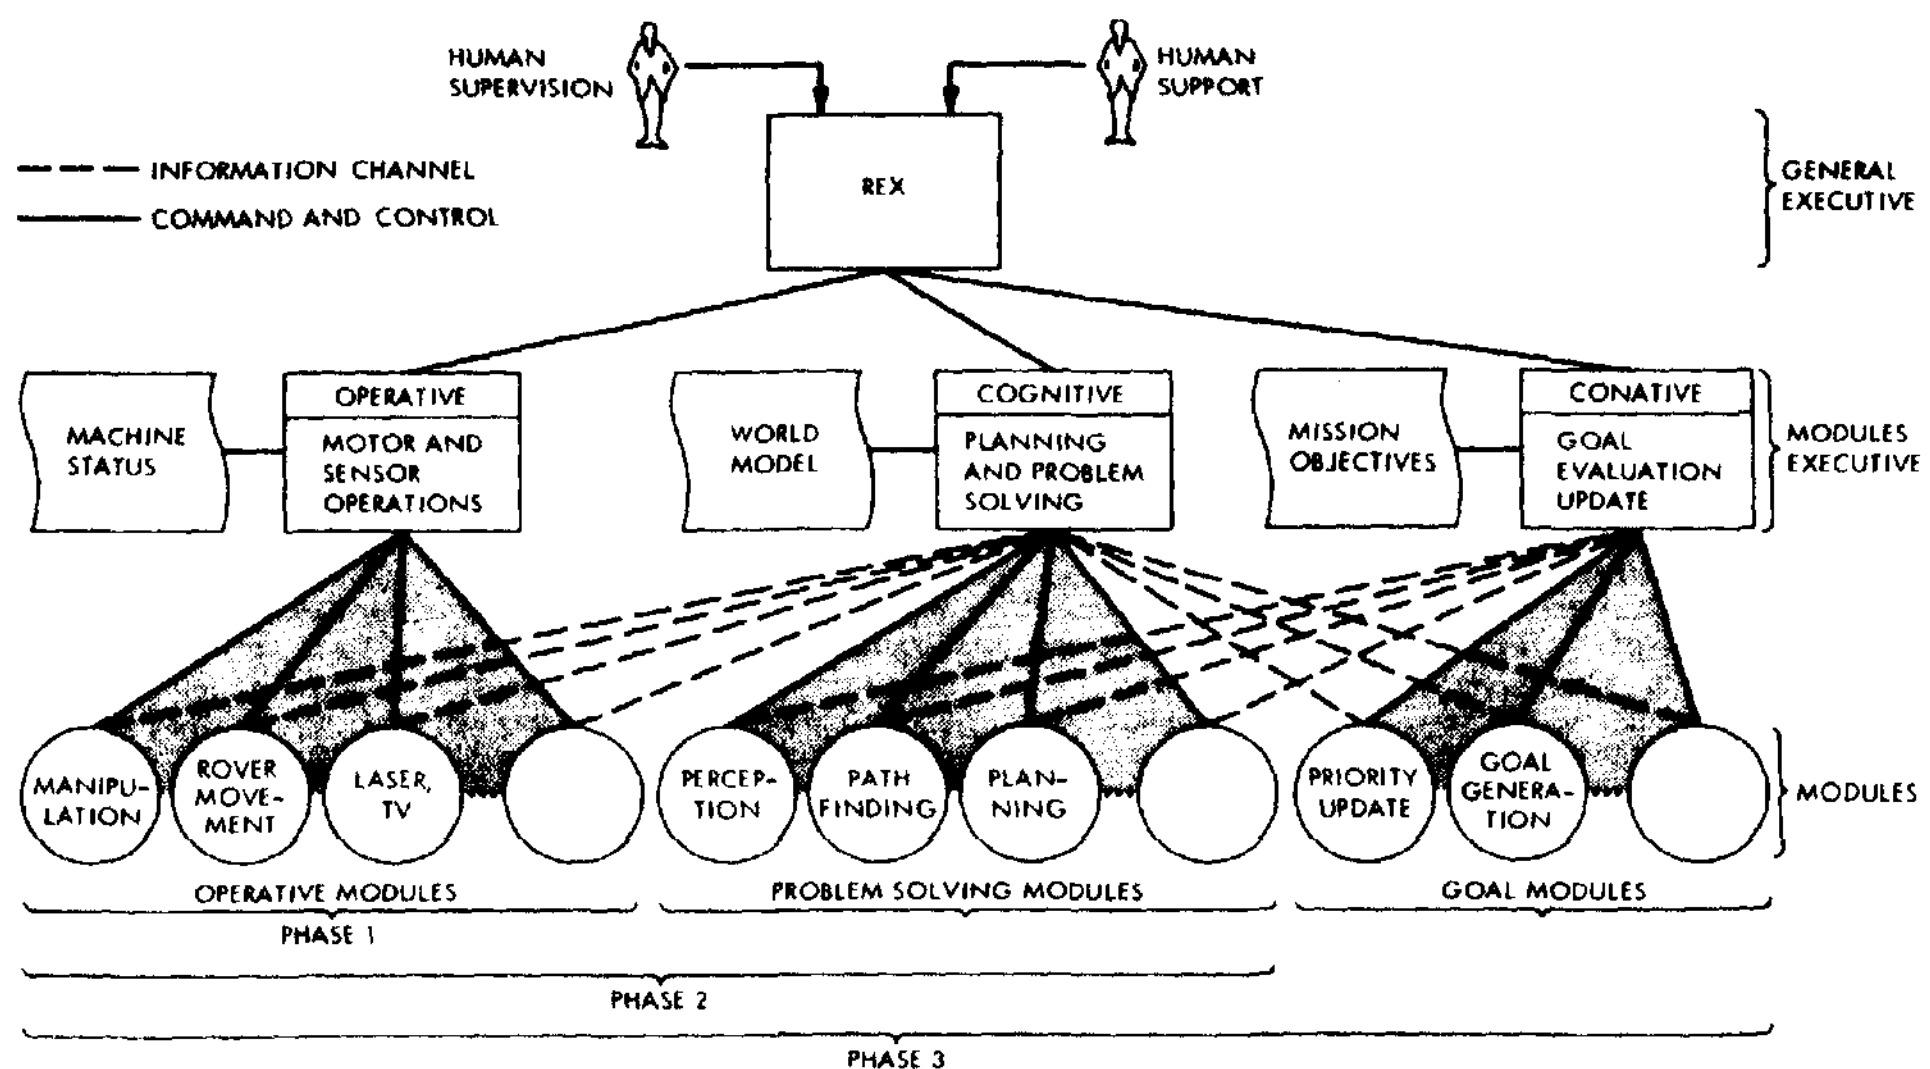 HUMAN
SUPERVISION
HUMAN
SUPPORT
INFORMATION CHANNEL
COMMAND AND CONTROL
REX
GENERAL
EXECUTIVE
MACHINE
STATUS
OPERATIVE
MOTOR AND
SENSOR
OPERATIONS
WORLD
MODEL
COGNITIVE
PLANNING
AND PROBLEM
SOLVING
MISSION
OBJECTIVES
CONATIVE
GOAL
EVALUATION
UPDATE
MODULES
EXECUTIVE
MANIPU-
LATION
ROVER
MOVE-
MENT
LASER,
TV
PERCEP-
TION
PATH
FINDING
PLAN-
NING
PRIORITY
UPDATE
GOAL
GENERA-
TION
MODULES
OPERATIVE MODULES
PROBLEM SOLVING MODULES
GOAL MODULES
PHASE 1
PHASE 2
PHASE 3